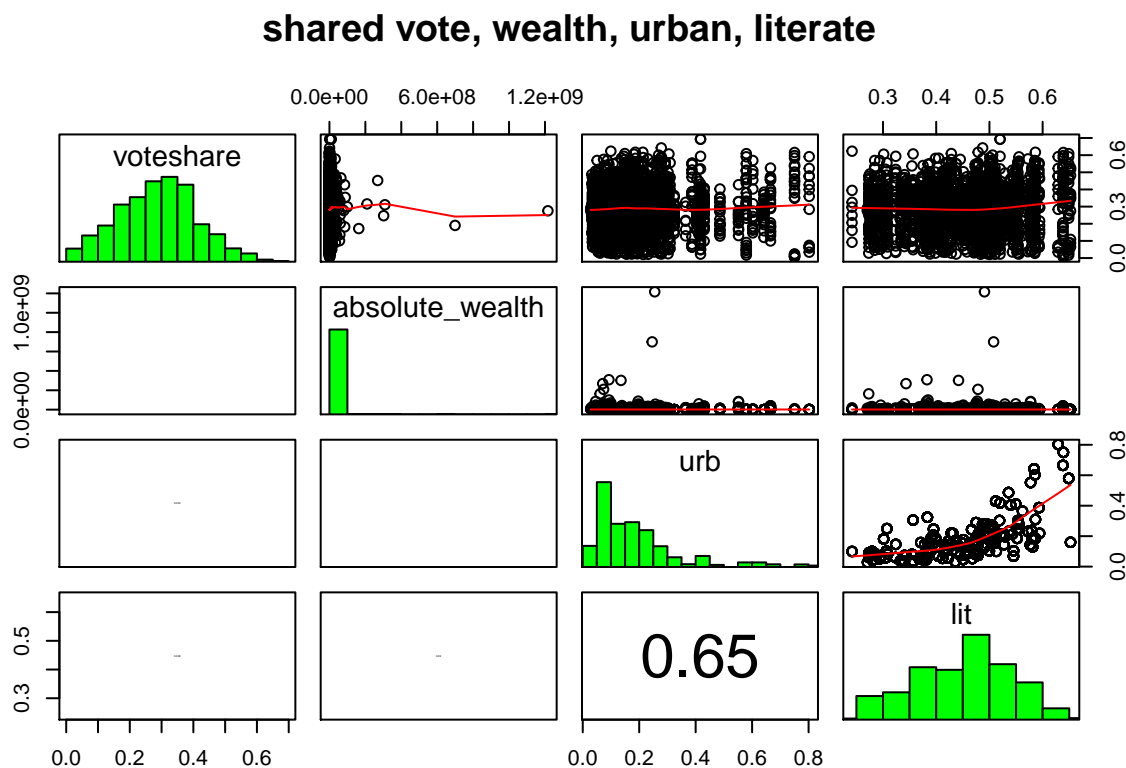 shared vote, wealth, urban, literate
0.0e+00 6.0e+08 1.2e+09 0.3 0.4 0.5 0.6
voteshare
0.0 0.3 0.6
0.0e+00 1.0e+09
absolute_wealth
urb
0.0 0.4 0.8
0.3 0.5
0.65
lit
0.0 0.2 0.4 0.6 0.0 0.2 0.4 0.6 0.8